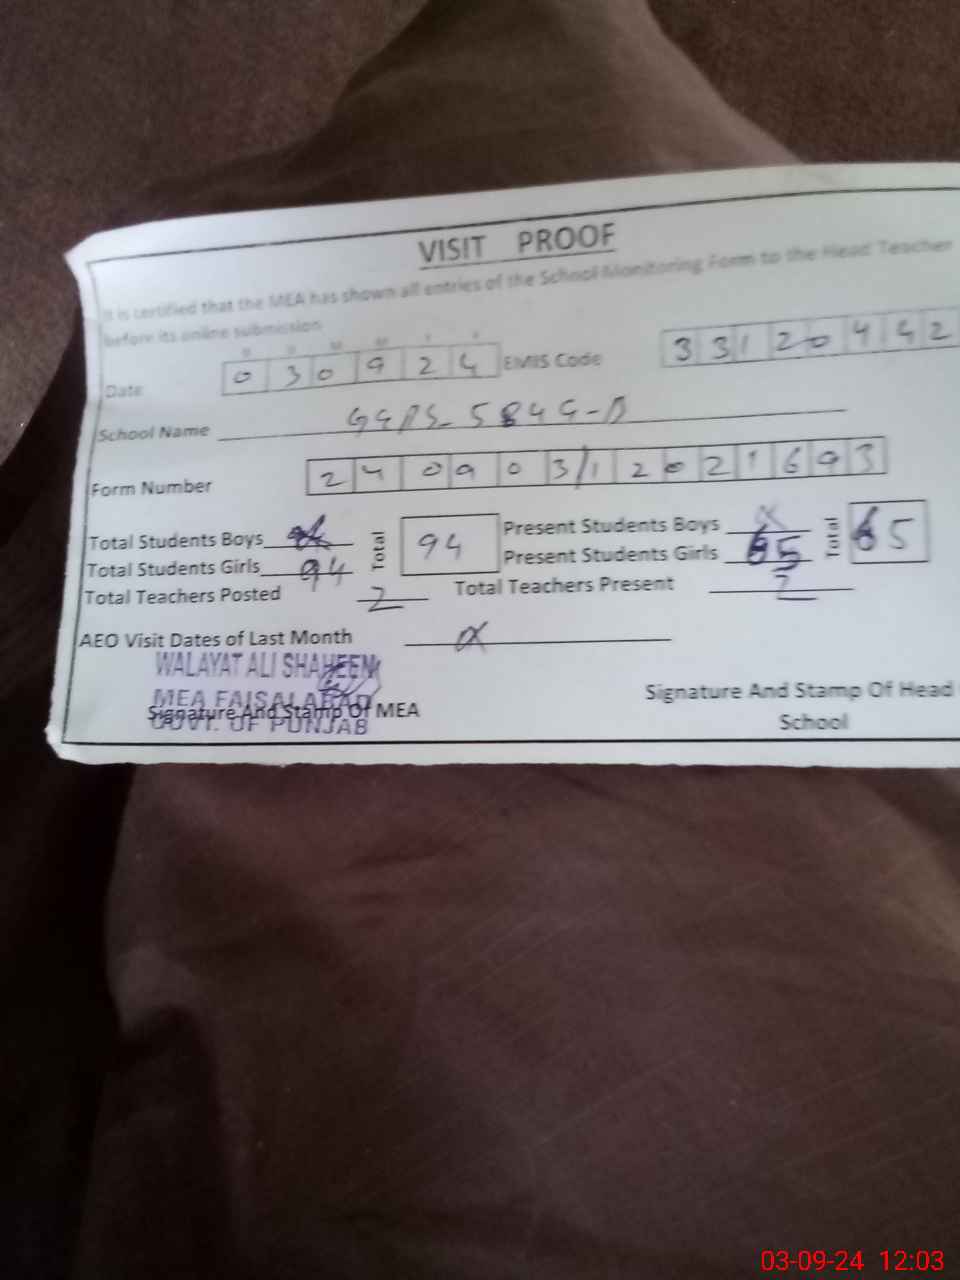 VISIT PROOF
It is certified that the MEA has shown all entries of the School Monitoring Form to the Head Teacher
before its online submission
D D M M Y Y
Date 0 3 0 9 2 4 EMIS Code 3 3 1 2 0 4 4 2
School Name
Form Number 2 4 0 9 0 3 / 1 2 0 2 1 6 9 3
Total Students Boys Total 94 Present Students Boys x Total 65
Total Students Girls 94 Present Students Girls 65
Total Teachers Posted 2 Total Teachers Present 2
AEO Visit Dates of Last Month x
WALAYAT ALI SHAHEEN
MEA FAISALABAD
Signature And Stamp Of MEA
GOVT. OF PUNJAB
Signature And Stamp Of Head
School
03-09-24 12:03